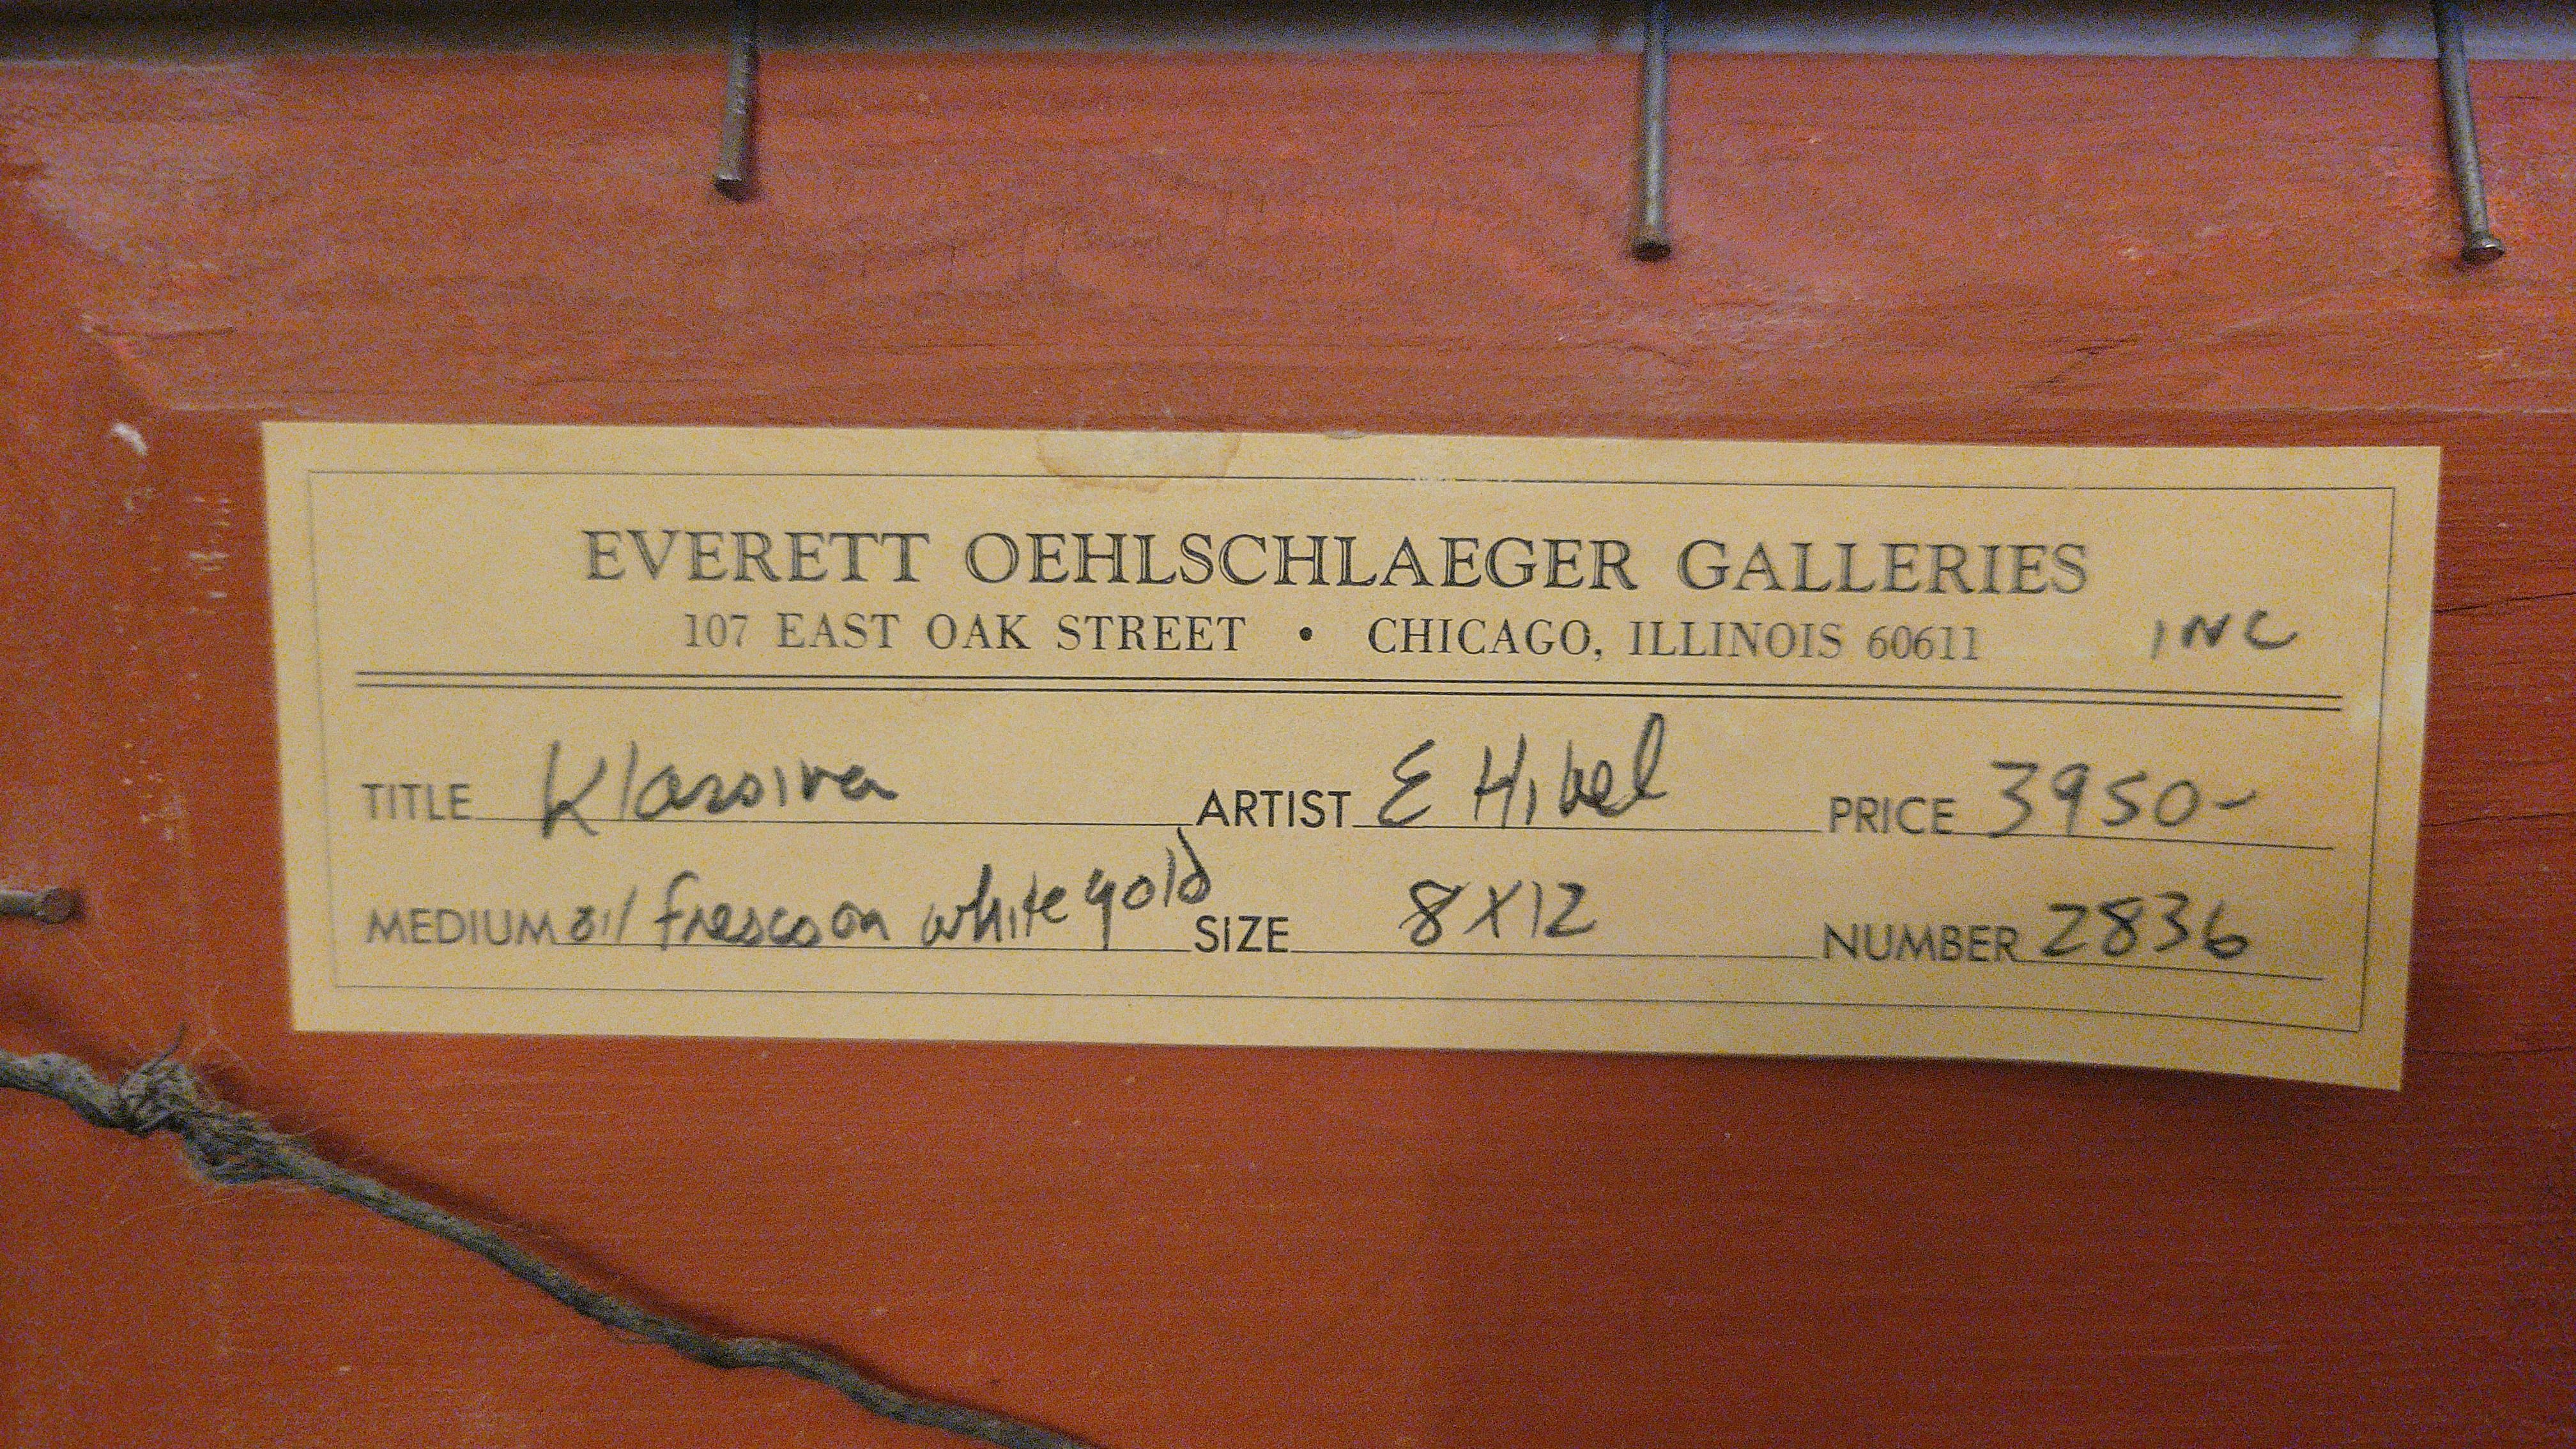 EVERETT OEHLSCHLAEGER GALLERIES
107 EAST OAK STREET • CHICAGO, ILLINOIS 60611 INC
TITLE ARTIST E Hibel PRICE 3950-
MEDIUM oil fresco on white gold SIZE 8X12 NUMBER 2836